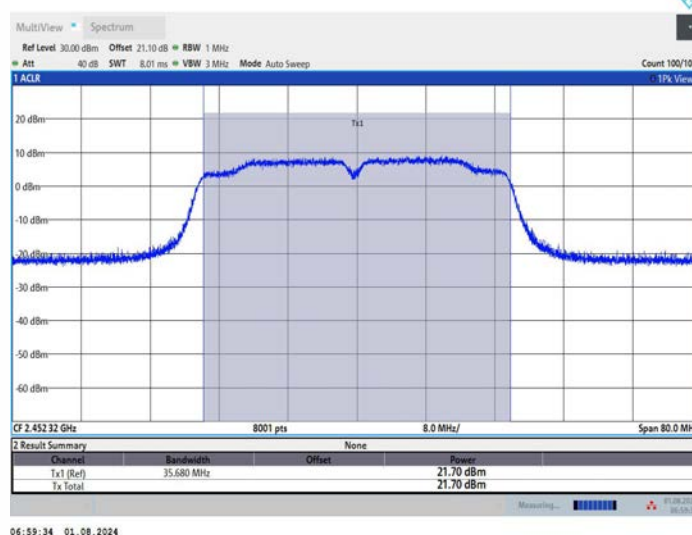 MultiView Spectrum
Ref Level 30.00 dBm Offset 21.10 dB RBW 1 MHz
Att 40 dB SWT 8.01 ms VBW 3 MHz Mode Auto Sweep Count 100/10
1 ACLR 1Pk View
Tx1
20 dBm
10 dBm
0 dBm
-10 dBm
-20 dBm
-30 dBm
-40 dBm
-50 dBm
-60 dBm
CF 2.452 32 GHz 8001 pts 8.0 MHz/ Span 80.0 MH
2 Result Summary None
Channel Bandwidth Offset Power
Tx1 (Ref) 35.680 MHz 21.70 dBm
Tx Total 21.70 dBm
Measuring...
06:59:34 01.08.2024